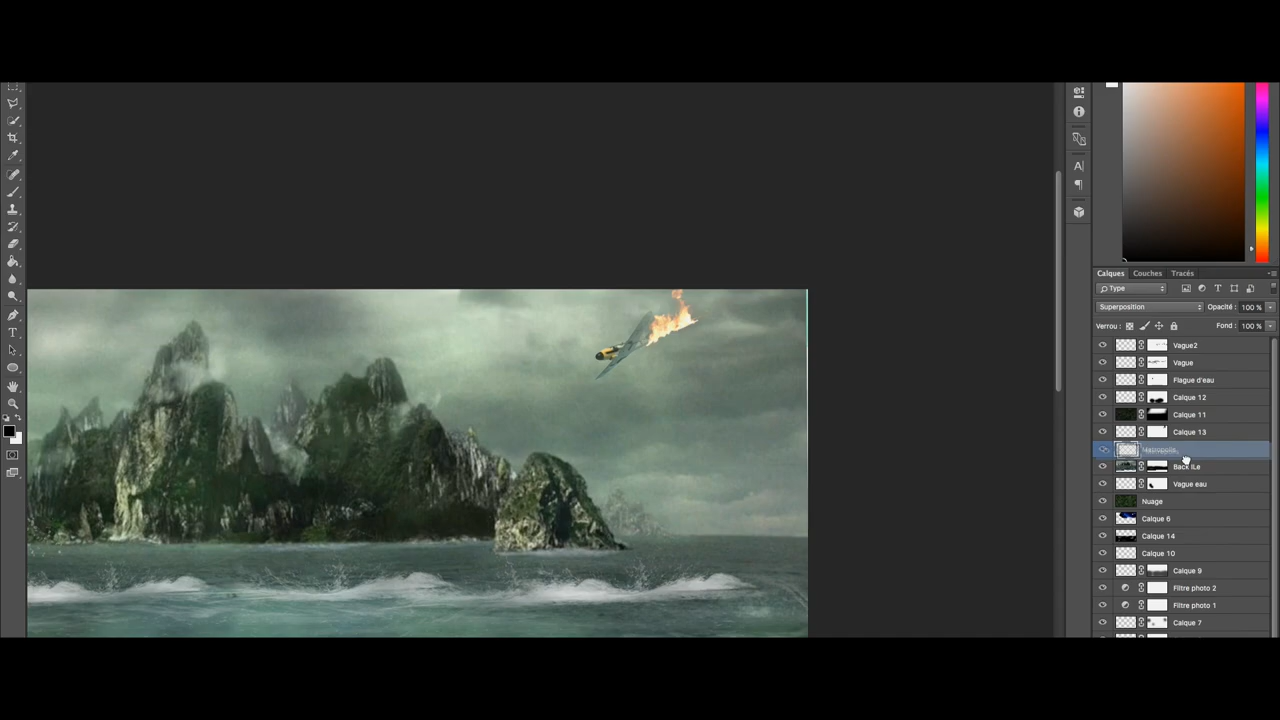 Calques Couches Tracés
Type
Superposition Opacité: 100 %
Verrou: Fond: 100 %
Vague2
Vague
Flague d'eau
Calque 12
Calque 11
Calque 13
Back ILe
Vague eau
Nuage
Calque 6
Calque 14
Calque 10
Calque 9
Filtre photo 2
Filtre photo 1
Calque 7